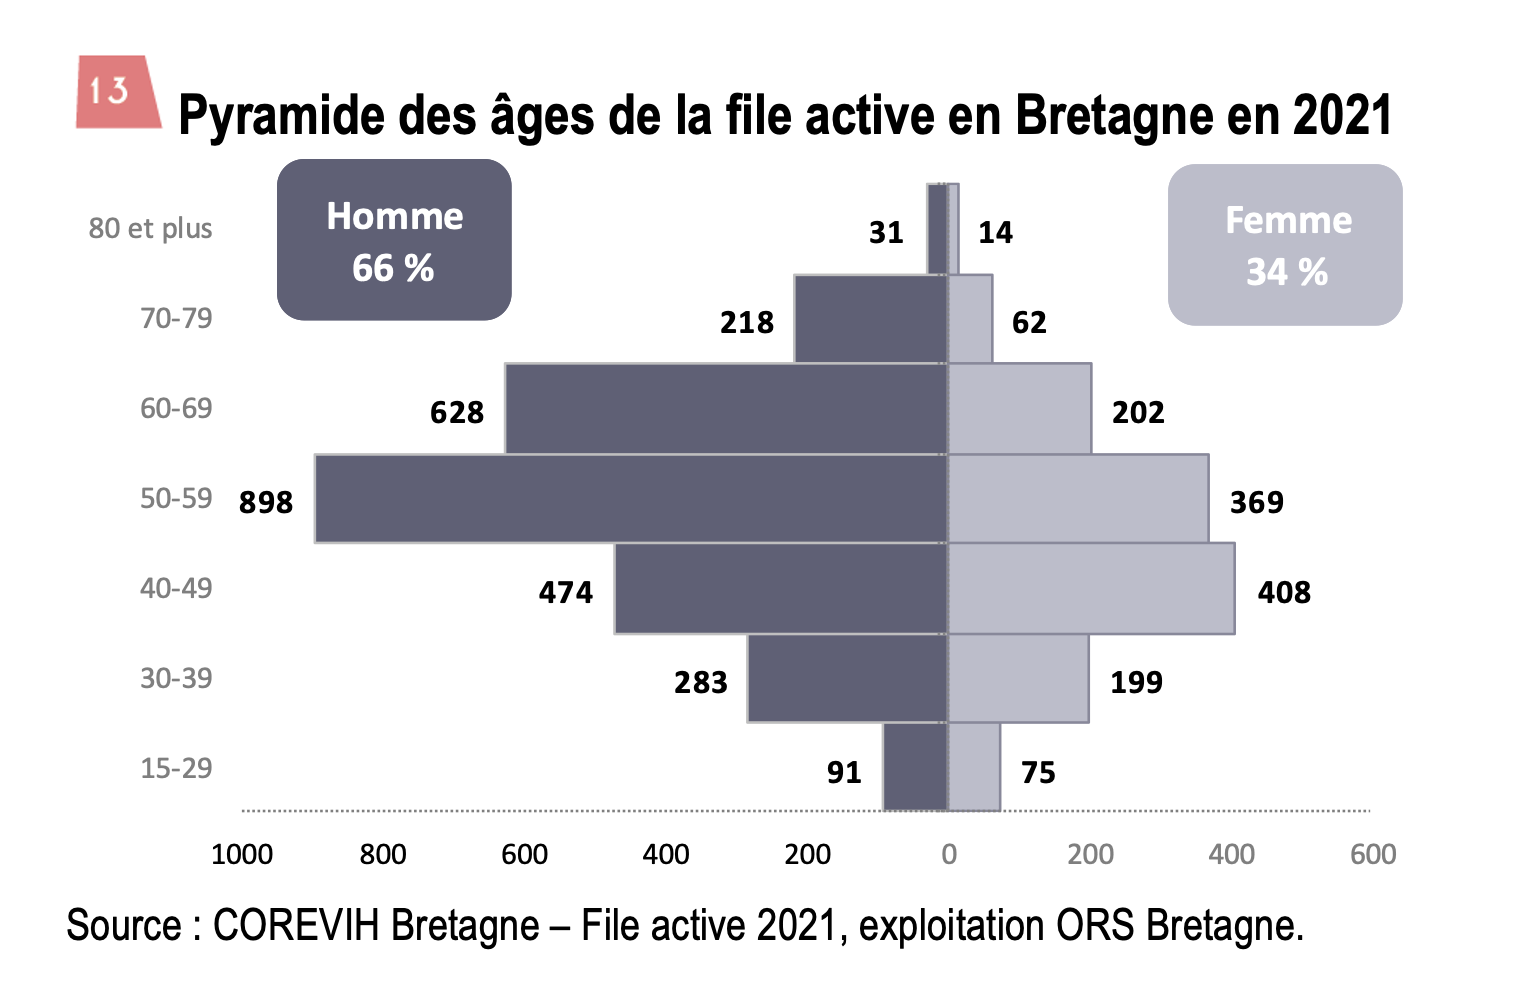 13
Pyramide des âges de la file active en Bretagne en 2021
Homme
66 %
Femme
34 %
80 et plus 31 14
70-79 218 62
60-69 628 202
50-59 898 369
40-49 474 408
30-39 283 199
15-29 91 75
1000 800 600 400 200 0 200 400 600
Source : COREVIH Bretagne – File active 2021, exploitation ORS Bretagne.